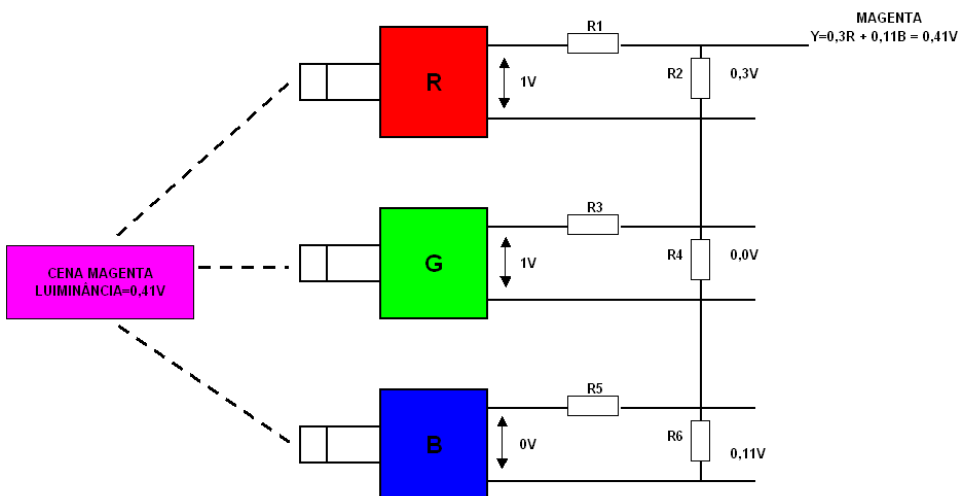 MAGENTA
Y=0,3R + 0,11B = 0,41V
R1
R
1V
R2
0,3V
R3
G
1V
R4
0,0V
CENA MAGENTA
LUIMINÂNCIA=0,41V
R5
B
0V
R6
0,11V